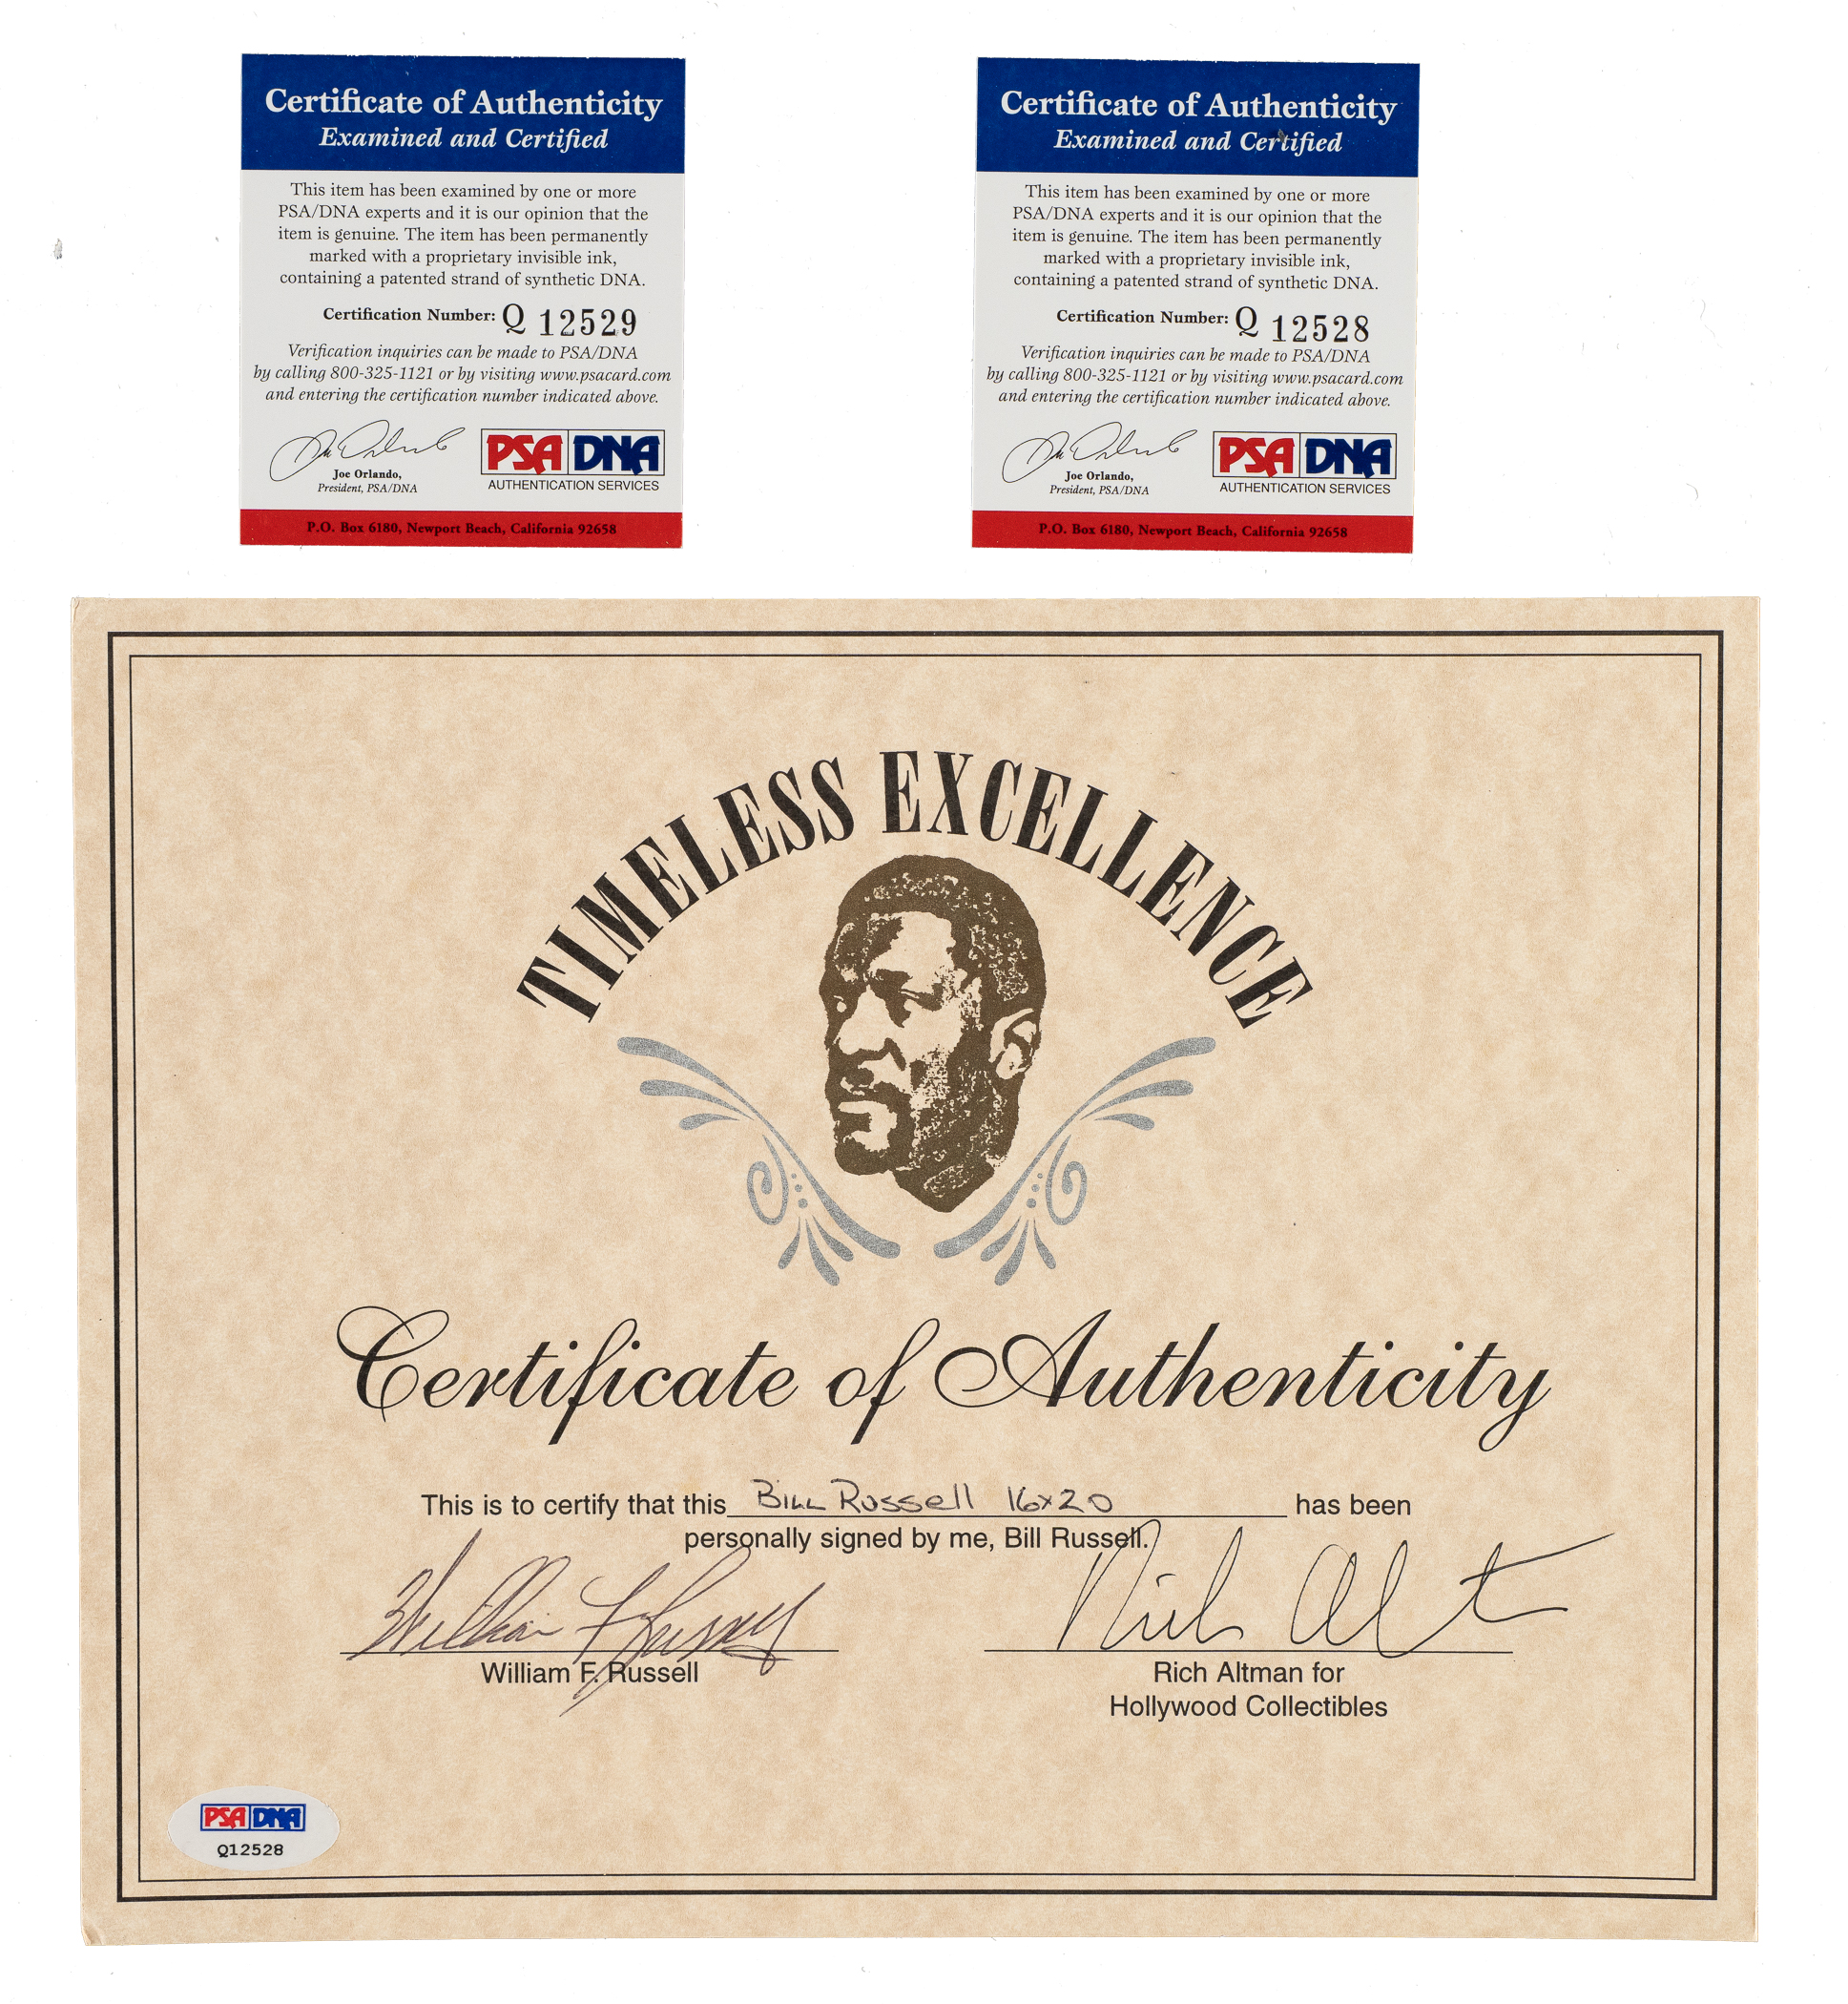 Certificate of Authenticity
Examined and Certified
This item has been examined by one or more
PSA/DNA experts and it is our opinion that the
item is genuine. The item has been permanently
marked with a proprietary invisible ink,
containing a patented strand of synthetic DNA.
Certification Number: Q 12529
Verification inquiries can be made to PSA/DNA
by calling 800-325-1121 or by visiting www.psacard.com
and entering the certification number indicated above.
Joe Orlando,
President, PSA/DNA
PSA DNA
AUTHENTICATION SERVICES
P.O. Box 6180, Newport Beach, California 92658
Certificate of Authenticity
Examined and Certified
This item has been examined by one or more
PSA/DNA experts and it is our opinion that the
item is genuine. The item has been permanently
marked with a proprietary invisible ink,
containing a patented strand of synthetic DNA.
Certification Number: Q 12528
Verification inquiries can be made to PSA/DNA
by calling 800-325-1121 or by visiting www.psacard.com
and entering the certification number indicated above.
Joe Orlando,
President, PSA/DNA
PSA DNA
AUTHENTICATION SERVICES
P.O. Box 6180, Newport Beach, California 92658
TIMELESS EXCELLENCE
Certificate of Authenticity
This is to certify that this Bill Russell 16x20 has been
personally signed by me, Bill Russell.
William F Russell
William F. Russell
Rich Altman for
Hollywood Collectibles
PSA DNA
Q12528